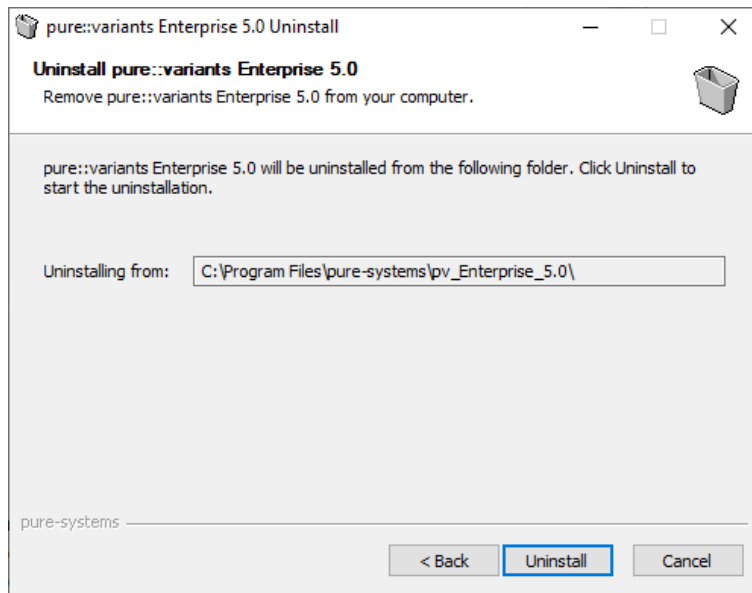 pure::variants Enterprise 5.0 Uninstall
Uninstall pure::variants Enterprise 5.0
Remove pure::variants Enterprise 5.0 from your computer.
pure::variants Enterprise 5.0 will be uninstalled from the following folder. Click Uninstall to
start the uninstallation.
Uninstalling from: C:\Program Files\pure-systems\pv_Enterprise_5.0\
pure-systems
< Back Uninstall Cancel